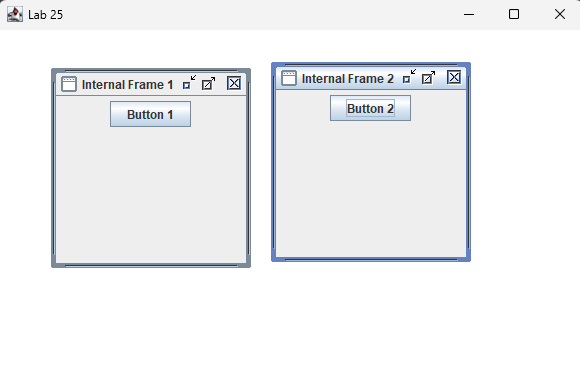 Lab 25
Internal Frame 1
Button 1
Internal Frame 2
Button 2